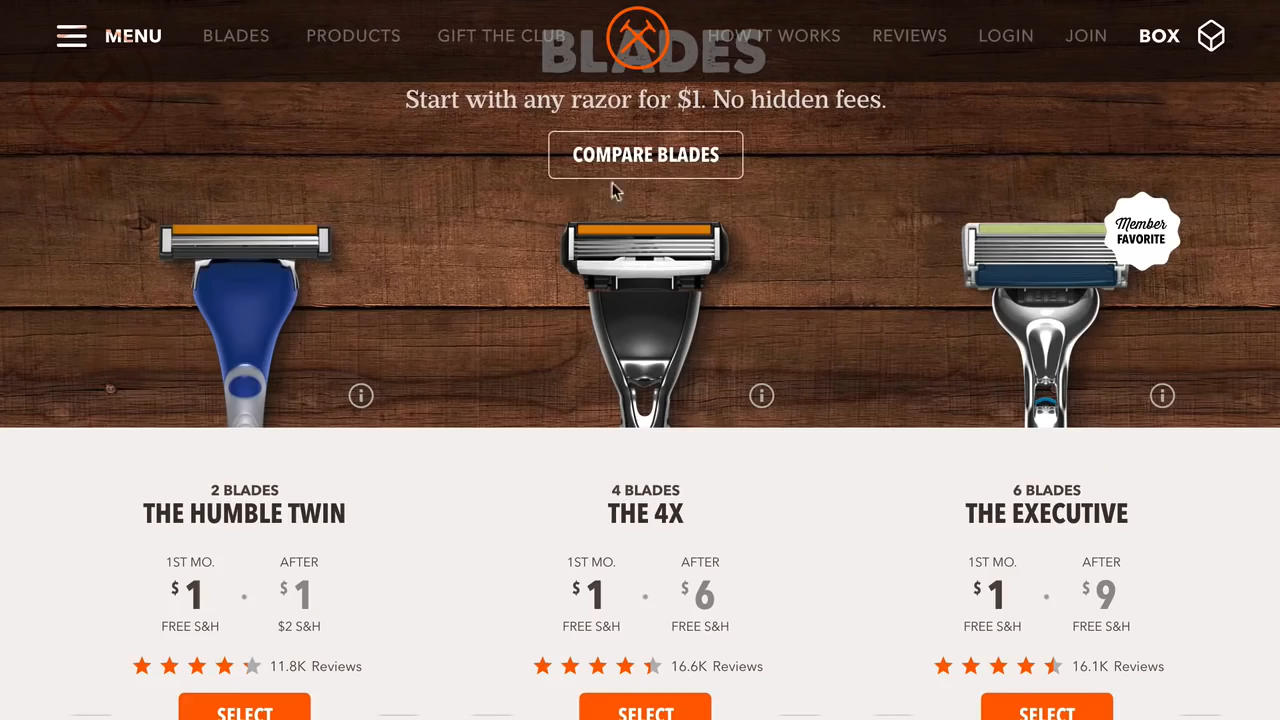 MENU BLADES PRODUCTS GIFT THE CLUB HOW IT WORKS REVIEWS LOGIN JOIN BOX
BLADES
Start with any razor for $1. No hidden fees.
COMPARE BLADES
Member
FAVORITE
2 BLADES
THE HUMBLE TWIN
1ST MO. AFTER
$1 $1
FREE S&H $2 S&H
11.8K Reviews
SELECT
4 BLADES
THE 4X
1ST MO. AFTER
$1 $6
FREE S&H FREE S&H
16.6K Reviews
SELECT
6 BLADES
THE EXECUTIVE
1ST MO. AFTER
$1 $9
FREE S&H FREE S&H
16.1K Reviews
SELECT